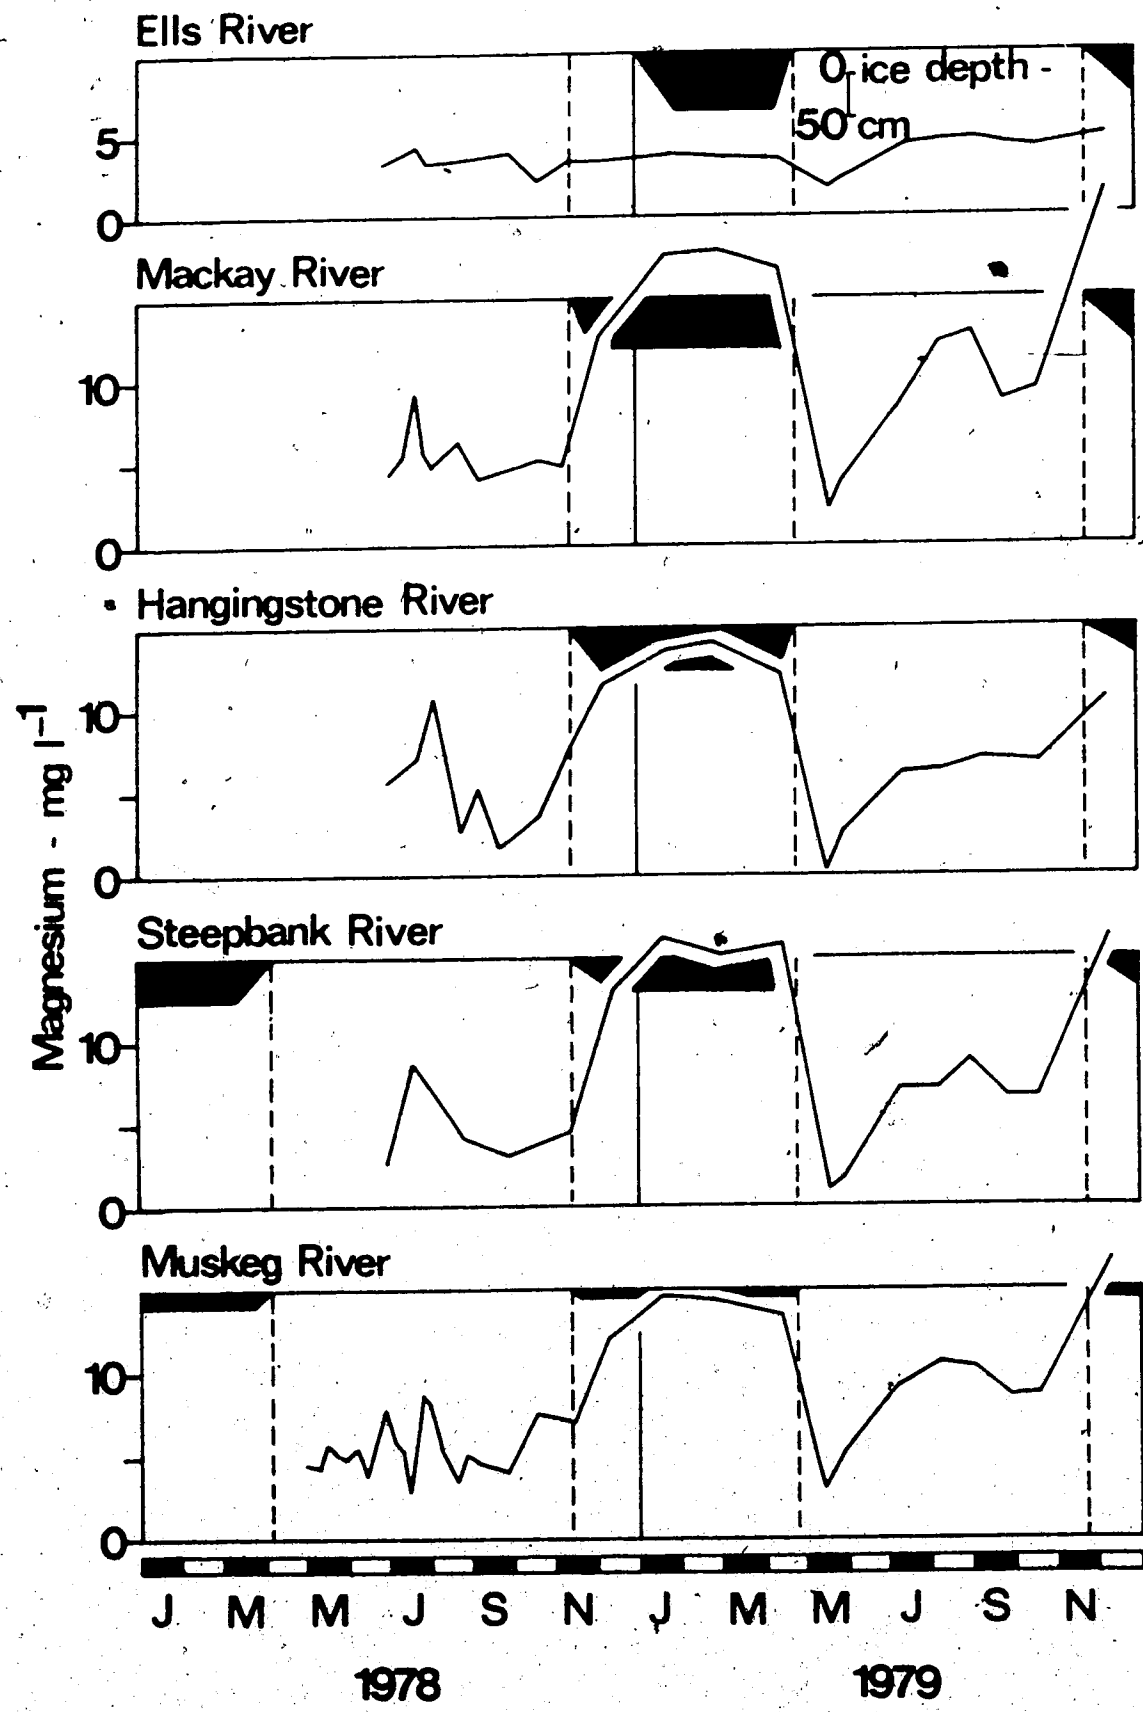 Ells River
0 ice depth -
50 cm
5
0
Mackay River
10
0
Hangingstone River
10
0
Magnesium - mg l⁻¹
Steepbank River
10
0
Muskeg River
10
0
J M M J S N J M M J S N
1978 1979